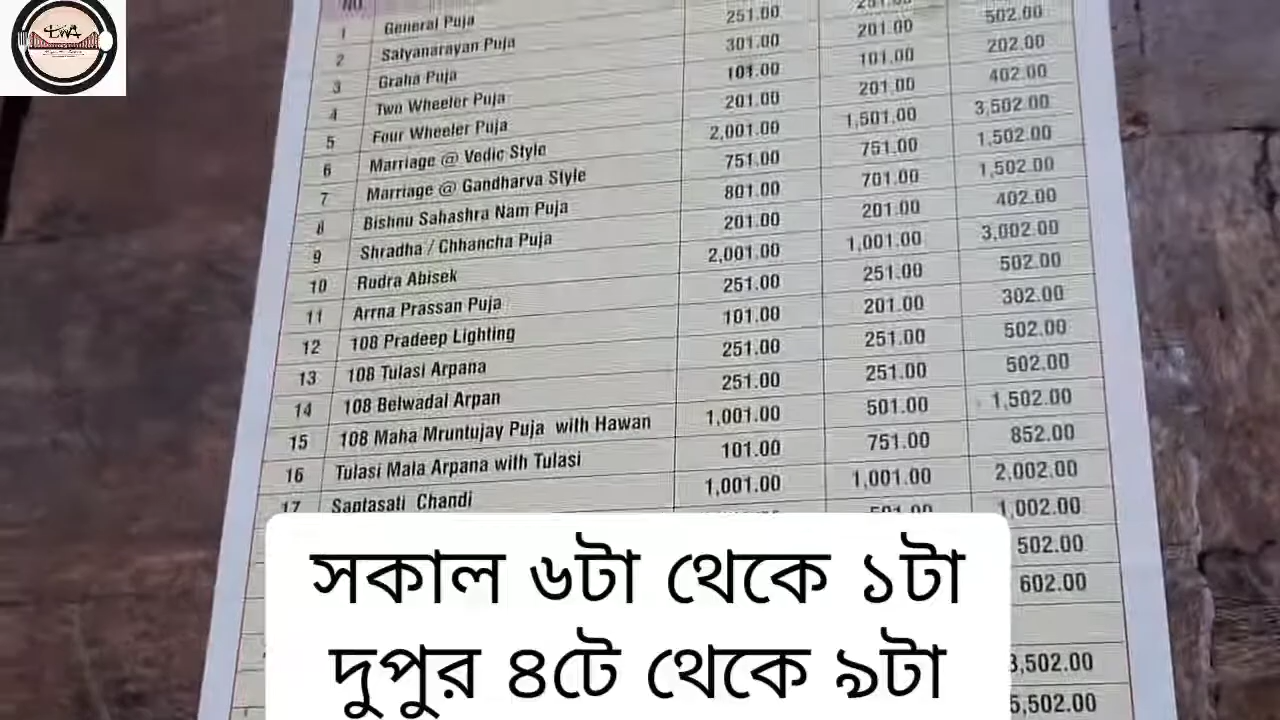 NO.
1 General Puja
2 Satyanarayan Puja 251.00 251.00
3 Graha Puja 301.00 201.00 502.00
4 Two Wheeler Puja 101.00 101.00 202.00
5 Four Wheeler Puja 201.00 201.00 402.00
6 Marriage @ Vedic Style 2,001.00 1,501.00 3,502.00
7 Marriage @ Gandharva Style 751.00 751.00 1,502.00
8 Bishnu Sahashra Nam Puja 801.00 701.00 1,502.00
9 Shradha / Chhancha Puja 201.00 201.00 402.00
10 Rudra Abisek 2,001.00 1,001.00 3,002.00
11 Arrna Prassan Puja 251.00 251.00 502.00
12 108 Pradeep Lighting 101.00 201.00 302.00
13 108 Tulasi Arpana 251.00 251.00 502.00
14 108 Belwadal Arpan 251.00 251.00 502.00
15 108 Maha Mruntujay Puja with Hawan 1,001.00 501.00 1,502.00
16 Tulasi Mala Arpana with Tulasi 101.00 751.00 852.00
17 Saptasati Chandi 1,001.00 1,001.00 2,002.00
501.00 1,002.00
502.00
602.00
3,502.00
5,502.00
সকাল ৬টা থেকে ১টা
দুপুর ৪টে থেকে ৯টা